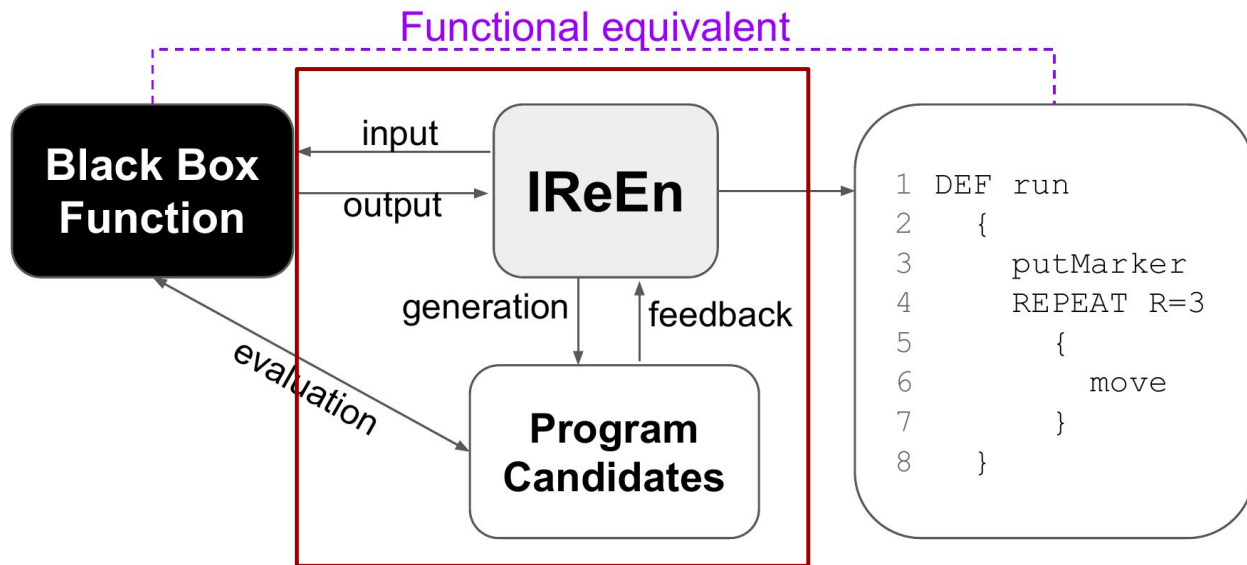 Functional equivalent
Black Box
Function
input
output
IReEn
generation
feedback
evaluation
Program
Candidates
1 DEF run
2 {
3 putMarker
4 REPEAT R=3
5 {
6 move
7 }
8 }